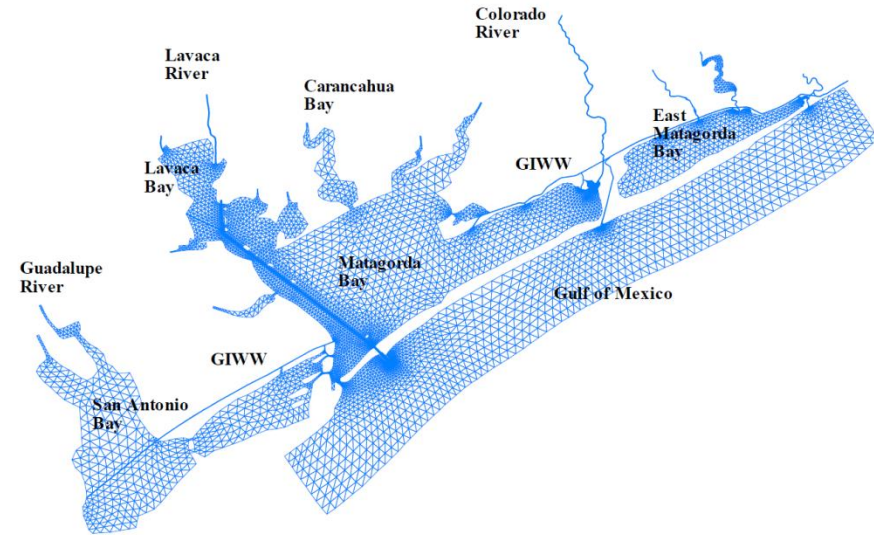 Colorado
River
Lavaca
River
Carancahua
Bay
East
Matagorda
Bay
GIWW
Lavaca
Bay
Matagorda
Bay
Guadalupe
River
Gulf of Mexico
GIWW
San Antonio
Bay